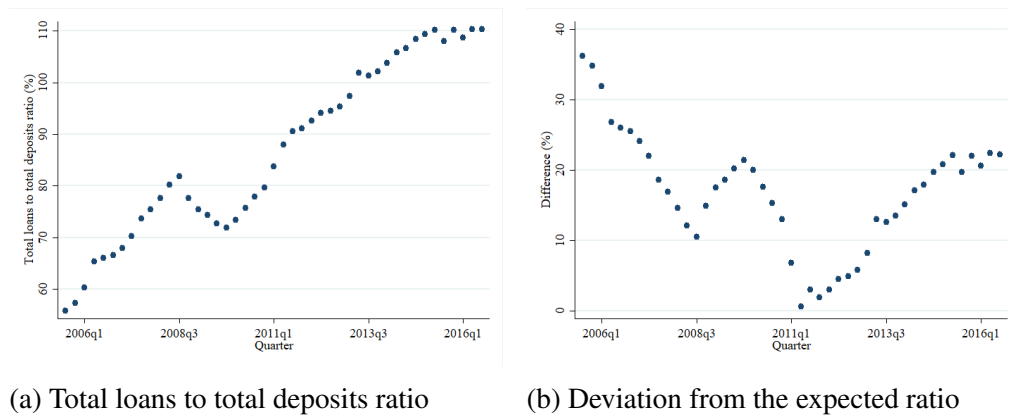 Total loans to total deposits ratio (%)
110
100
90
80
70
60
2006q1 2008q3 2011q1 2013q3 2016q1
Quarter
(a) Total loans to total deposits ratio
Difference (%)
40
30
20
10
0
2006q1 2008q3 2011q1 2013q3 2016q1
Quarter
(b) Deviation from the expected ratio